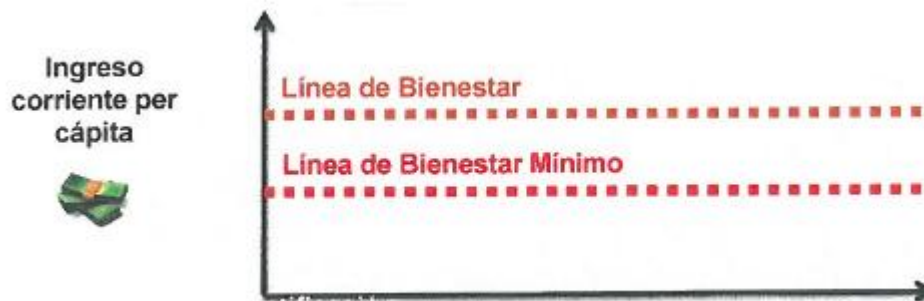 Ingreso
corriente per
cápita
Línea de Bienestar
Línea de Bienestar Mínimo